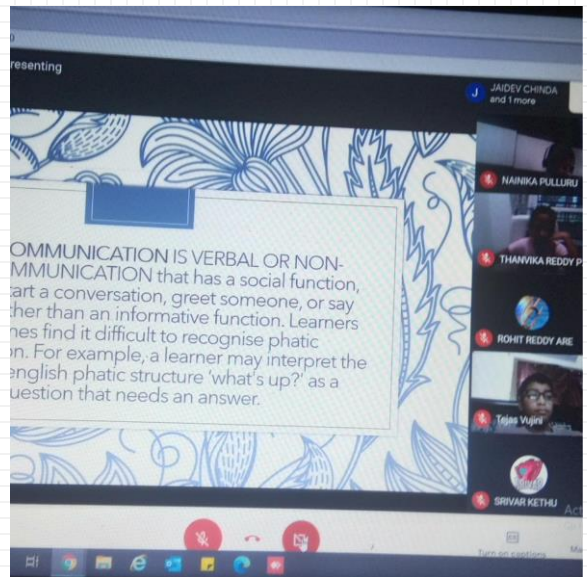 resenting
JAIDEV CHINDA
and 1 more
J
NAINIKA PULLURU
THANVIKA REDDY P
ROHIT REDDY ARE
Tejas Vujini
SRIVAR KETHU
OMMUNICATION IS VERBAL OR NON-
MMUNICATION that has a social function,
art a conversation, greet someone, or say
ther than an informative function. Learners
mes find it difficult to recognise phatic
on. For example, a learner may interpret the
english phatic structure 'what's up?' as a
uestion that needs an answer.
Act
Turn on captions